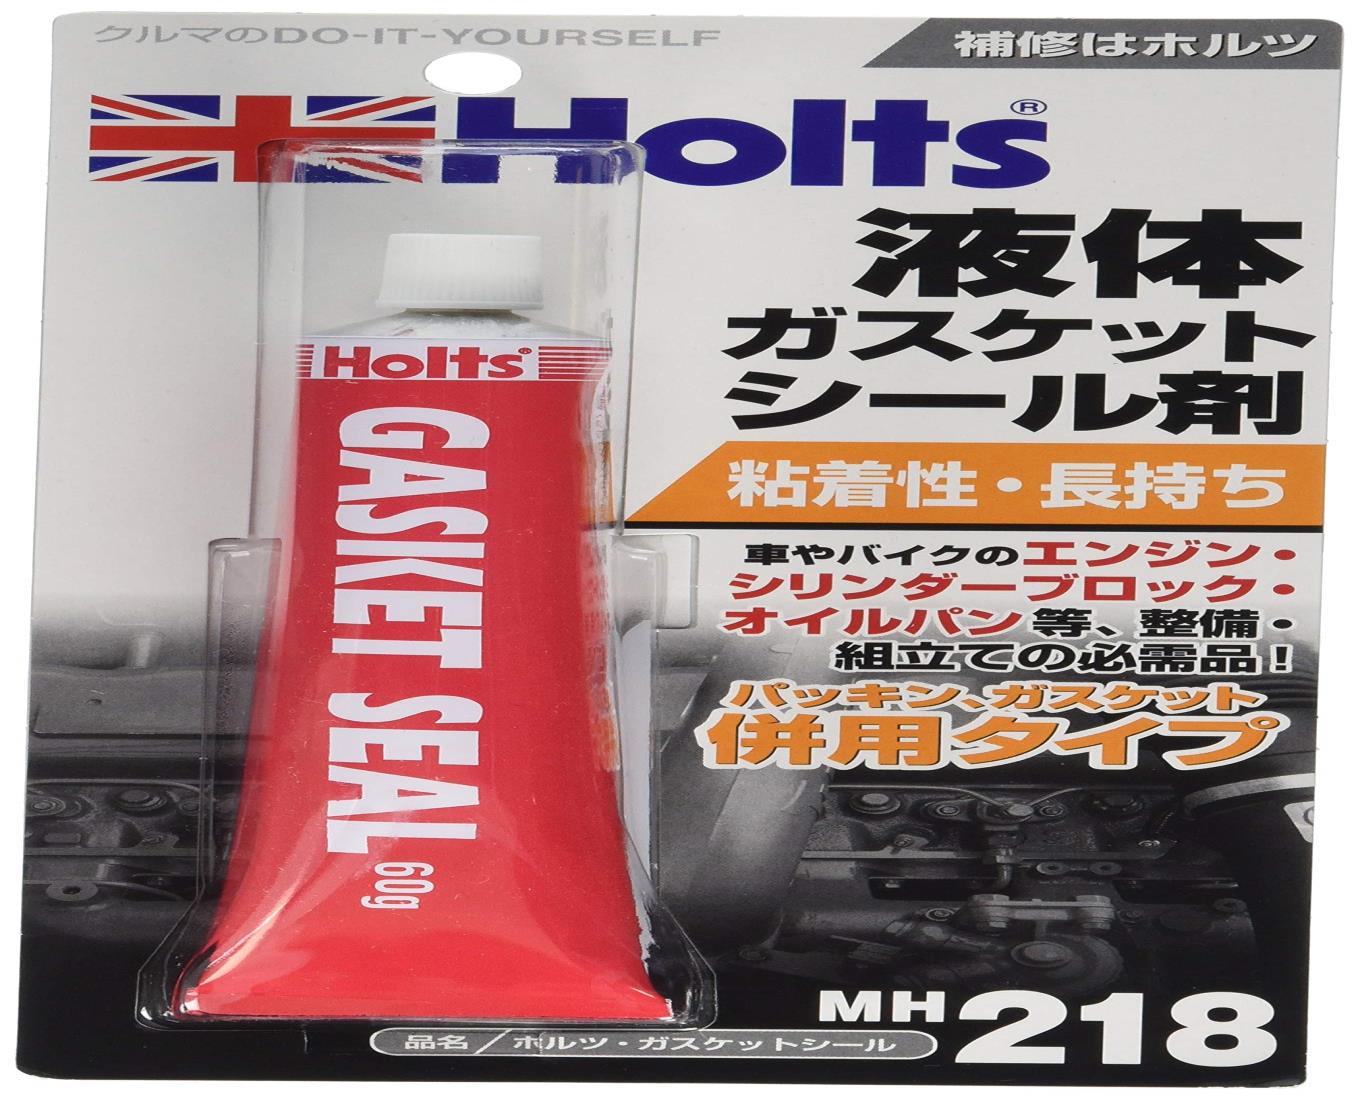 クルマのDO-IT-YOURSELF
補修はホルツ
Holts®
液体
ガスケット
シール剤
粘着性・長持ち
車やバイクのエンジン・
シリンダーブロック・
オイルパン等、整備・
組立ての必需品!
パッキン、ガスケット
併用タイプ
Holts®
GASKET SEAL 60g
MH218
品名/ホルツ・ガスケットシール